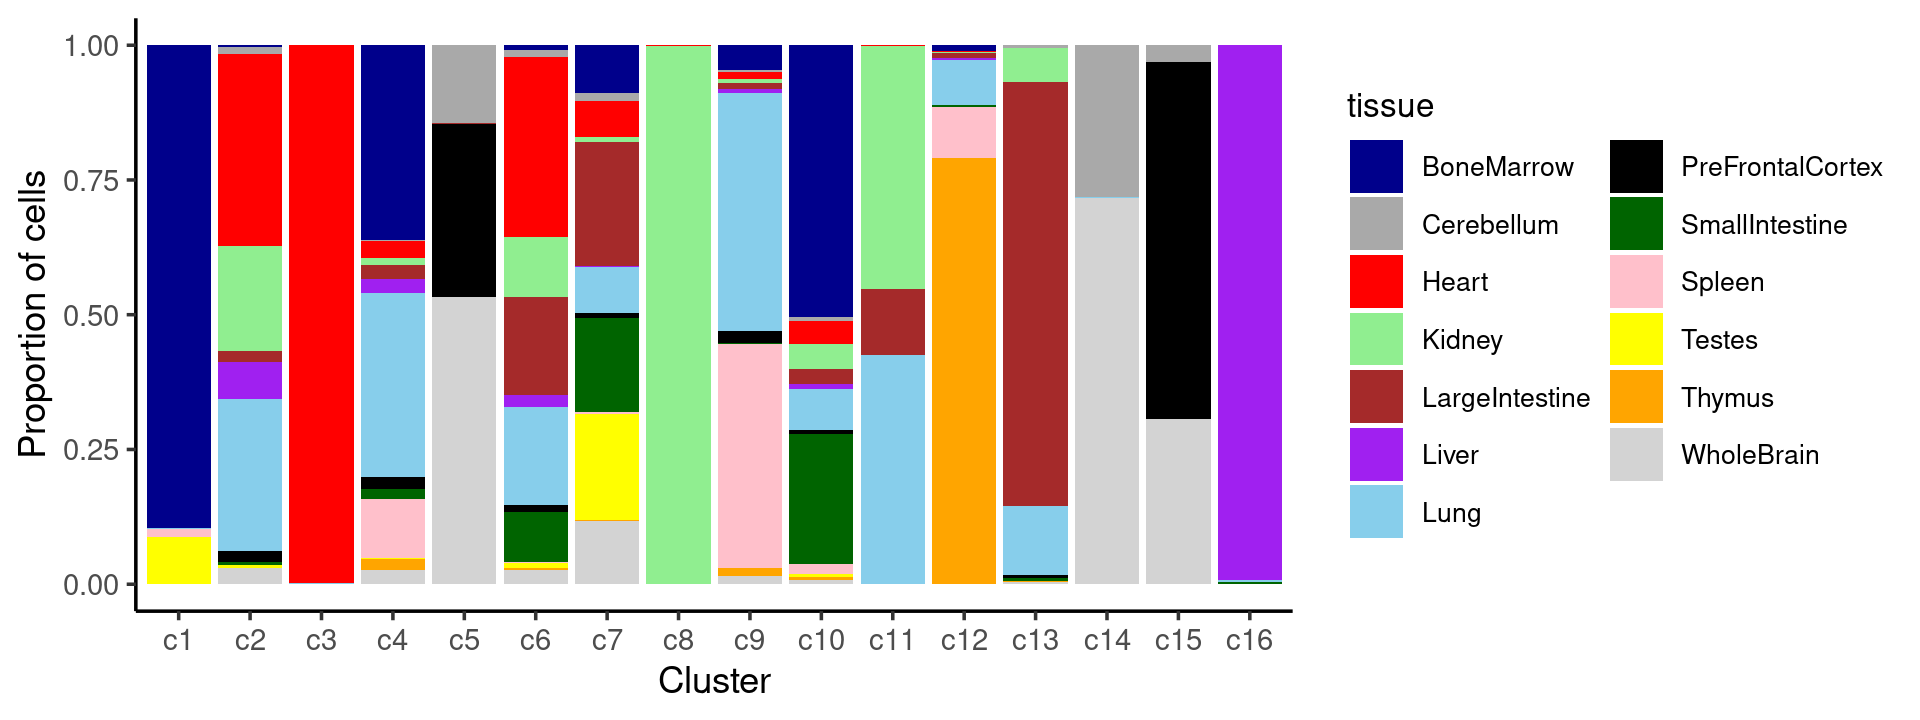 1.00
0.75
0.50
0.25
0.00
Proportion of cells
c1 c2 c3 c4 c5 c6 c7 c8 c9 c10 c11 c12 c13 c14 c15 c16
Cluster
tissue
BoneMarrow
Cerebellum
Heart
Kidney
LargeIntestine
Liver
Lung
PreFrontalCortex
SmallIntestine
Spleen
Testes
Thymus
WholeBrain